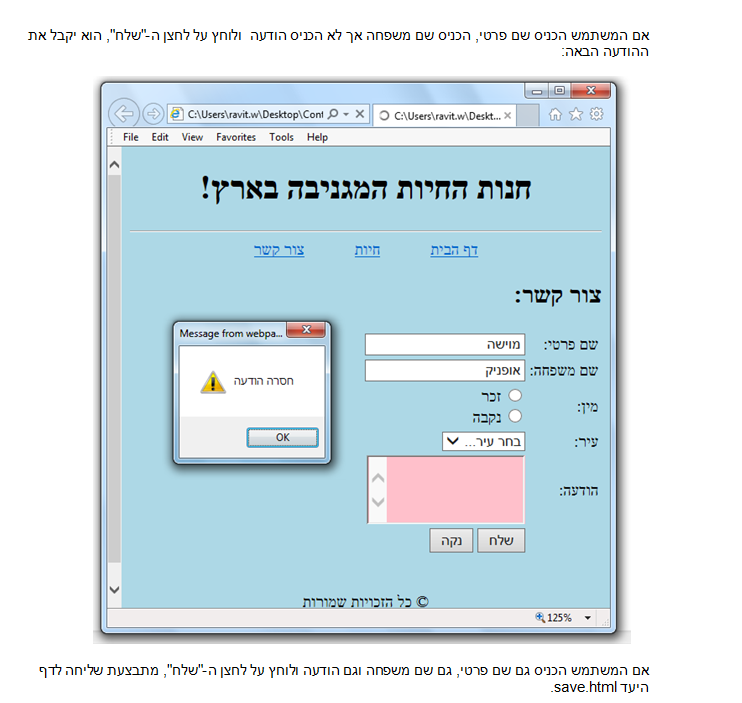 אם המשתמש הכניס שם פרטי, הכניס שם משפחה אך לא הכניס הודעה ולוחץ על לחצן ה-"שלח", הוא יקבל את
ההודעה הבאה:
C:\Users\ravit.w\Desktop\Cont
C:\Users\ravit.w\Deskt...
File Edit View Favorites Tools Help
חנות החיות המגניבה בארץ!
דף הבית חיות צור קשר
צור קשר:
שם פרטי: מוישה
שם משפחה: אופניק
מין: זכר
נקבה
עיר: בחר עיר...
הודעה:
שלח נקה
Message from webpa...
חסרה הודעה
OK
© כל הזכויות שמורות
125%
אם המשתמש הכניס גם שם פרטי, גם שם משפחה וגם הודעה ולוחץ על לחצן ה-"שלח", מתבצעת שליחה לדף
היעד save.html.